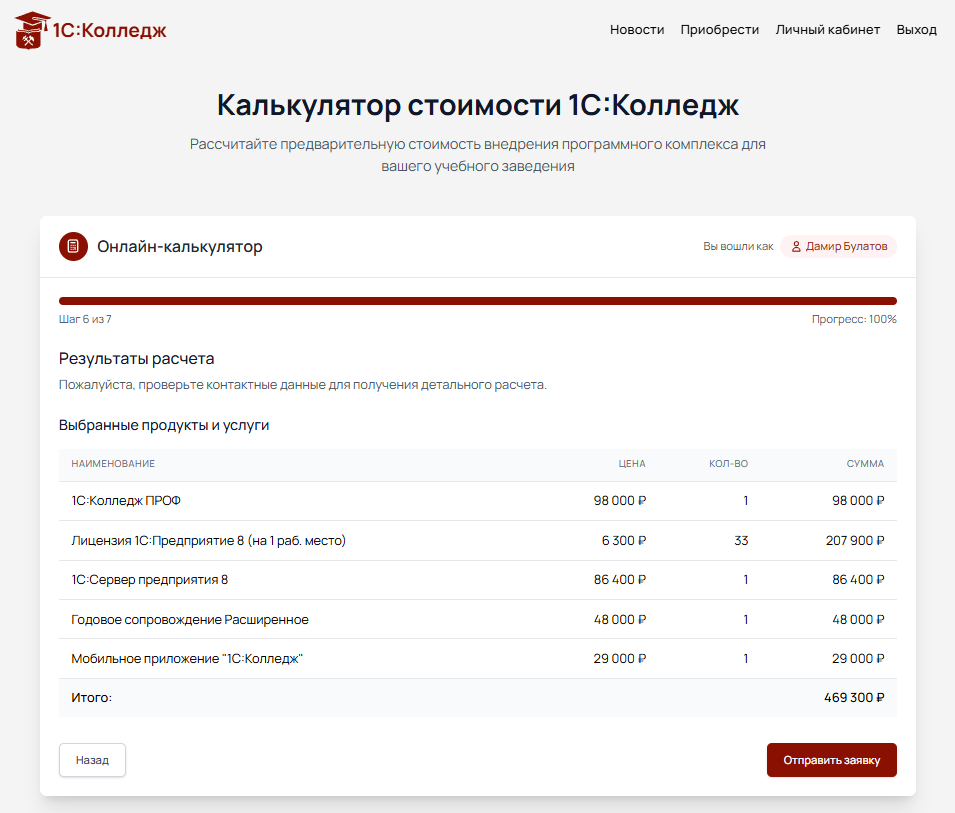 1С:Колледж
Новости Приобрести Личный кабинет Выход
Калькулятор стоимости 1С:Колледж
Рассчитайте предварительную стоимость внедрения программного комплекса для
вашего учебного заведения
Онлайн-калькулятор
Вы вошли как Дамир Булатов
Шаг 6 из 7 Прогресс: 100%
Результаты расчета
Пожалуйста, проверьте контактные данные для получения детального расчета.
Выбранные продукты и услуги
НАИМЕНОВАНИЕ ЦЕНА КОЛ-ВО СУММА
1С:Колледж ПРОФ 98 000 ₽ 1 98 000 ₽
Лицензия 1С:Предприятие 8 (на 1 раб. место) 6 300 ₽ 33 207 900 ₽
1С:Сервер предприятия 8 86 400 ₽ 1 86 400 ₽
Годовое сопровождение Расширенное 48 000 ₽ 1 48 000 ₽
Мобильное приложение "1С:Колледж" 29 000 ₽ 1 29 000 ₽
Итого: 469 300 ₽
Назад Отправить заявку